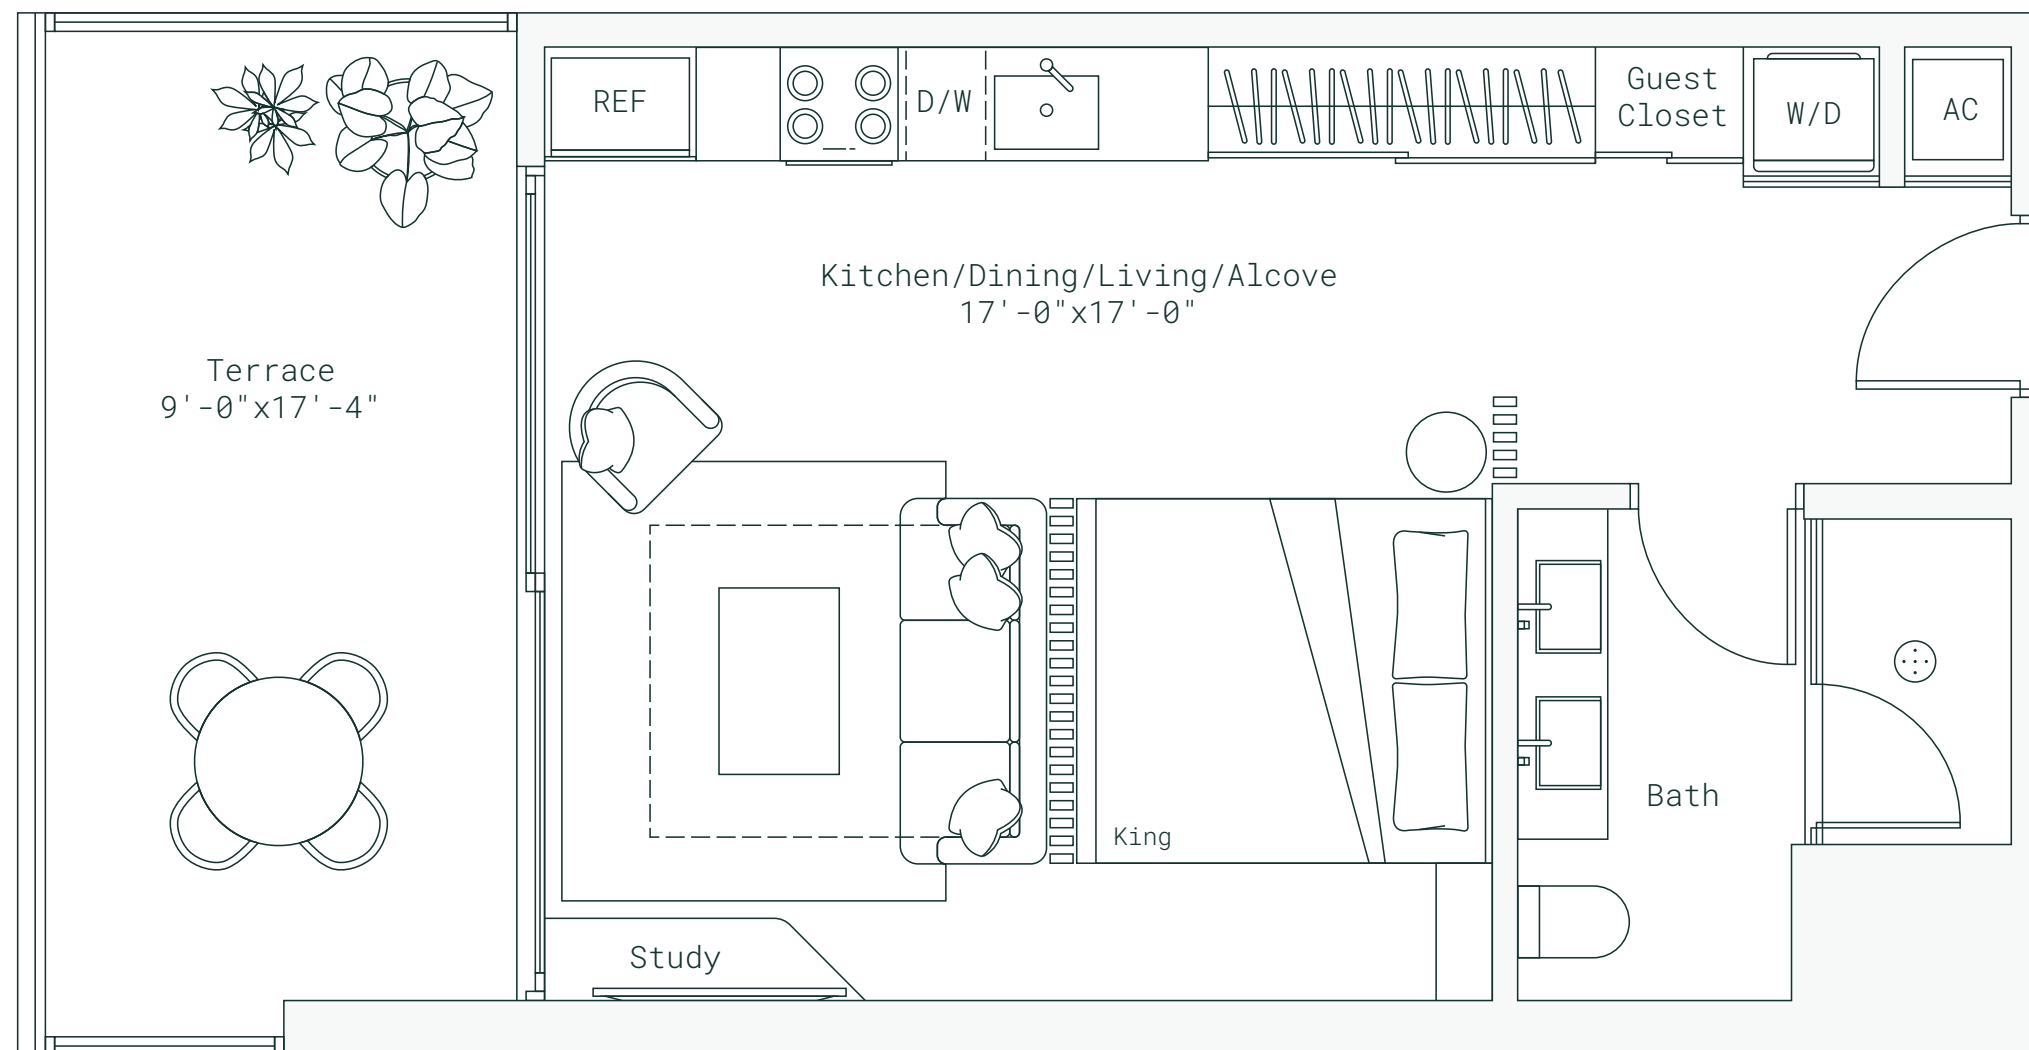 REF
D/W
Guest
Closet
W/D
AC
Kitchen/Dining/Living/Alcove
17'-0"x17'-0"
Terrace
9'-0"x17'-4"
King
Bath
Study